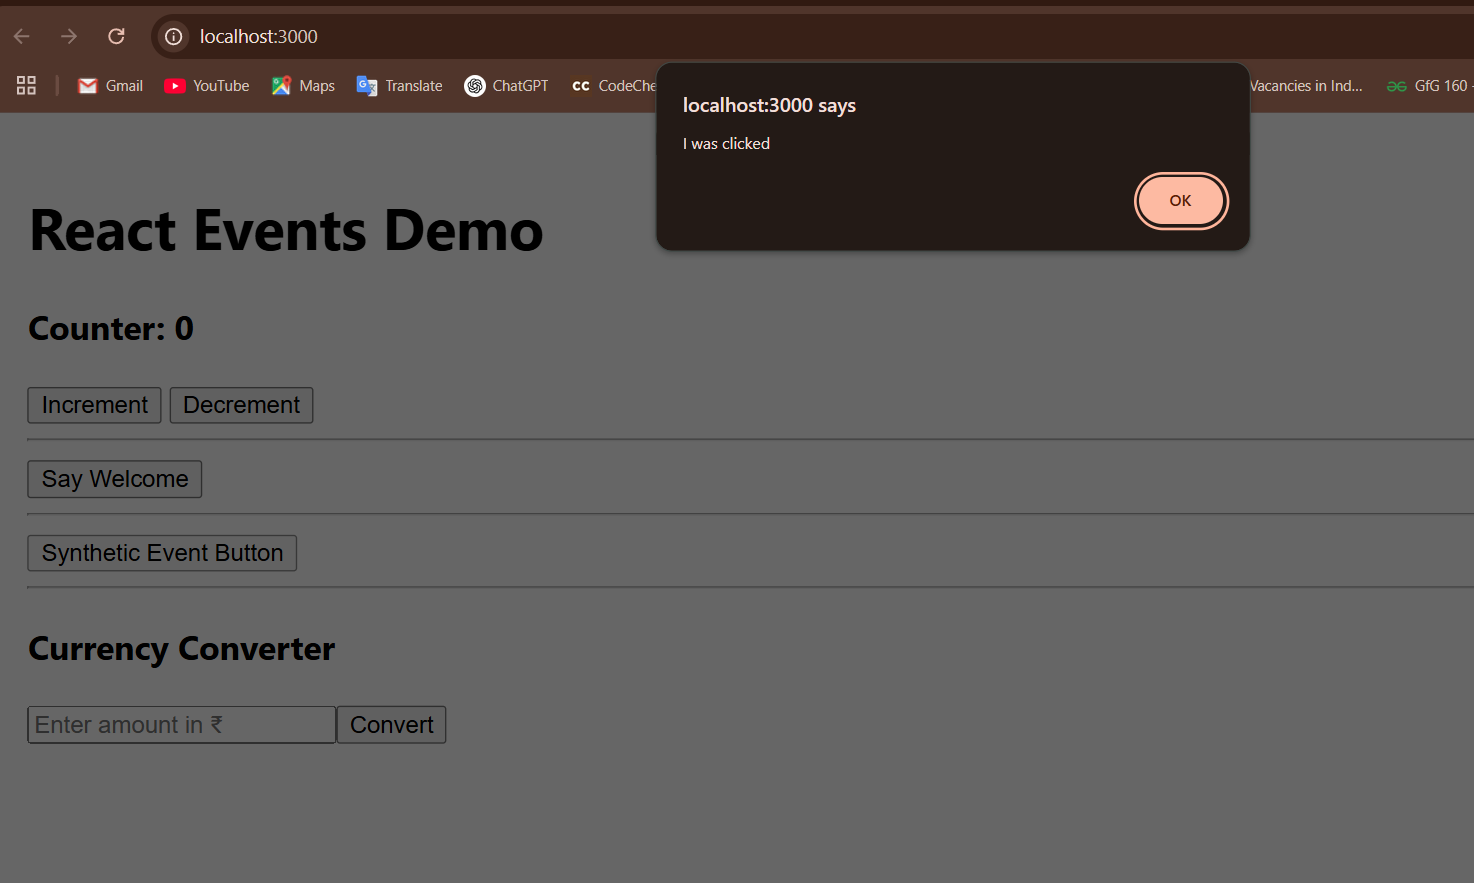 localhost:3000
Gmail YouTube Maps Translate ChatGPT CodeChe Vacancies in Ind... GfG 160 -
localhost:3000 says
I was clicked
OK
React Events Demo
Counter: 0
Increment Decrement
Say Welcome
Synthetic Event Button
Currency Converter
Enter amount in ₹ Convert